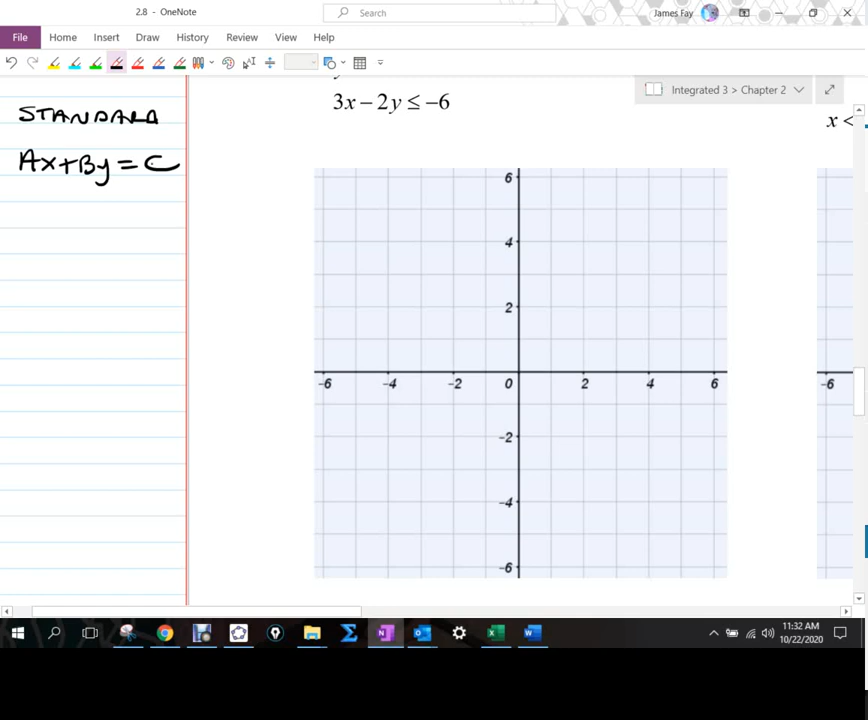 2.8 - OneNote
Search
James Fay
File Home Insert Draw History Review View Help
Integrated 3 > Chapter 2
STANDARD
Ax+By=C
3x − 2y ≤ −6
x <
6
4
2
-6 -4 -2 0 2 4 6
-2
-4
-6
-6
11:32 AM
10/22/2020